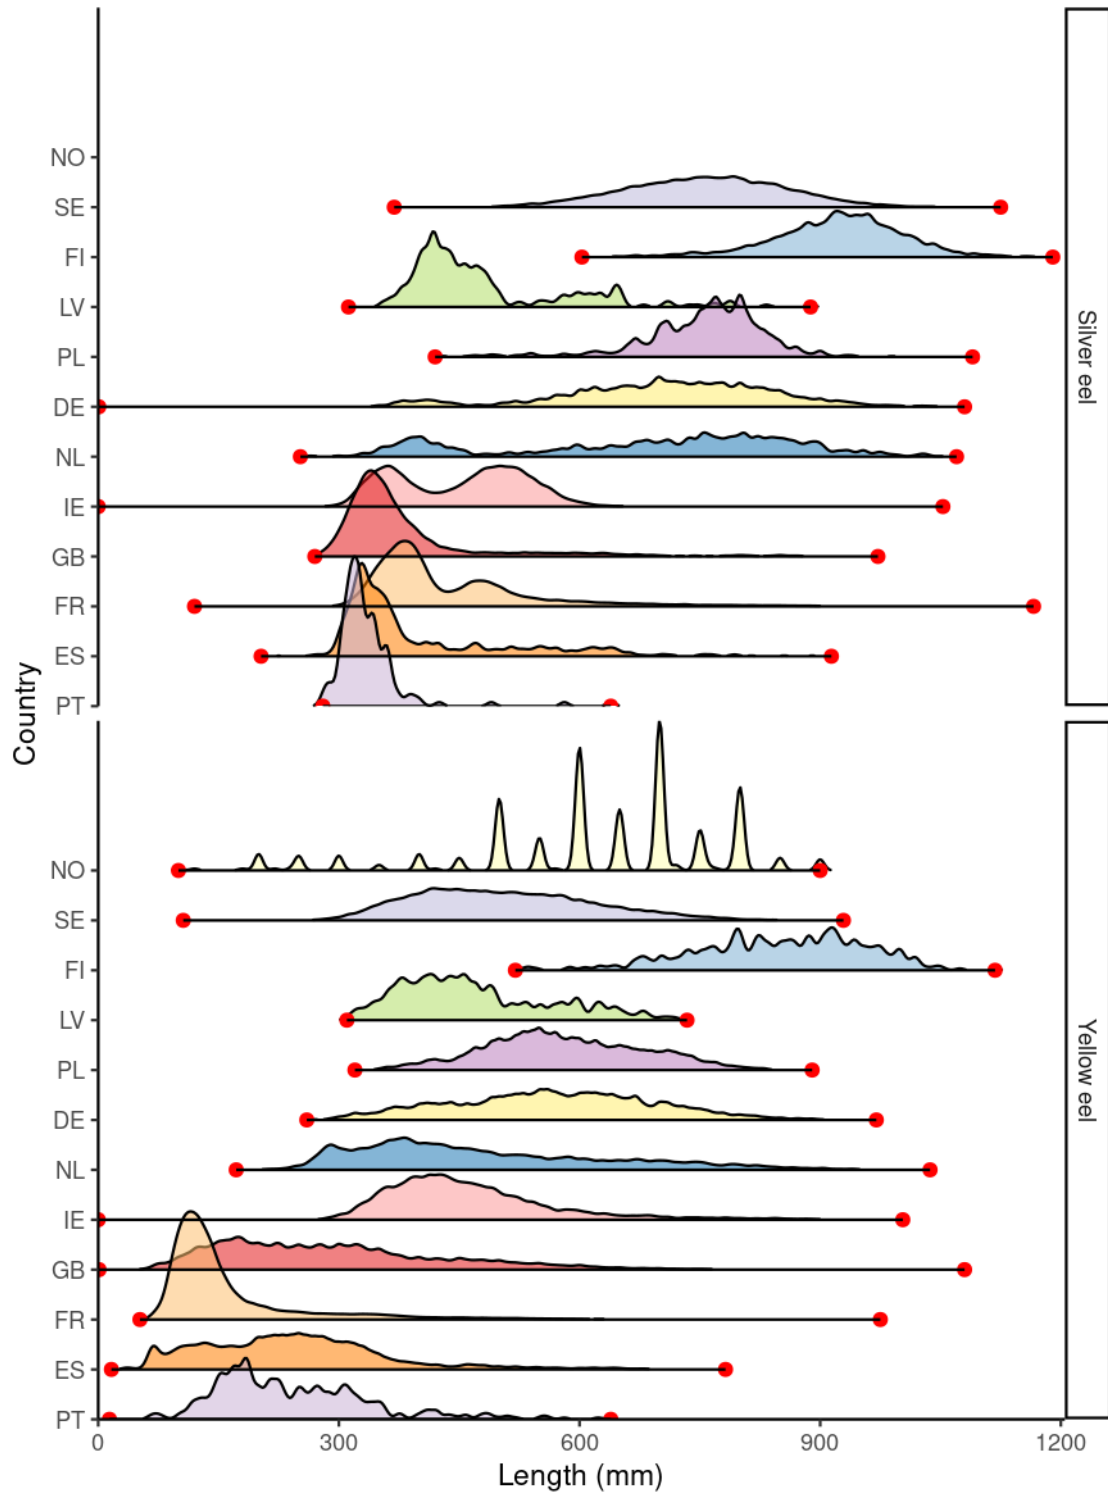 NO
SE
FI
LV
PL
DE
NL
IE
GB
FR
ES
PT
Silver eel
Country
NO
SE
FI
LV
PL
DE
NL
IE
GB
FR
ES
PT
Yellow eel
0 300 600 900 1200
Length (mm)